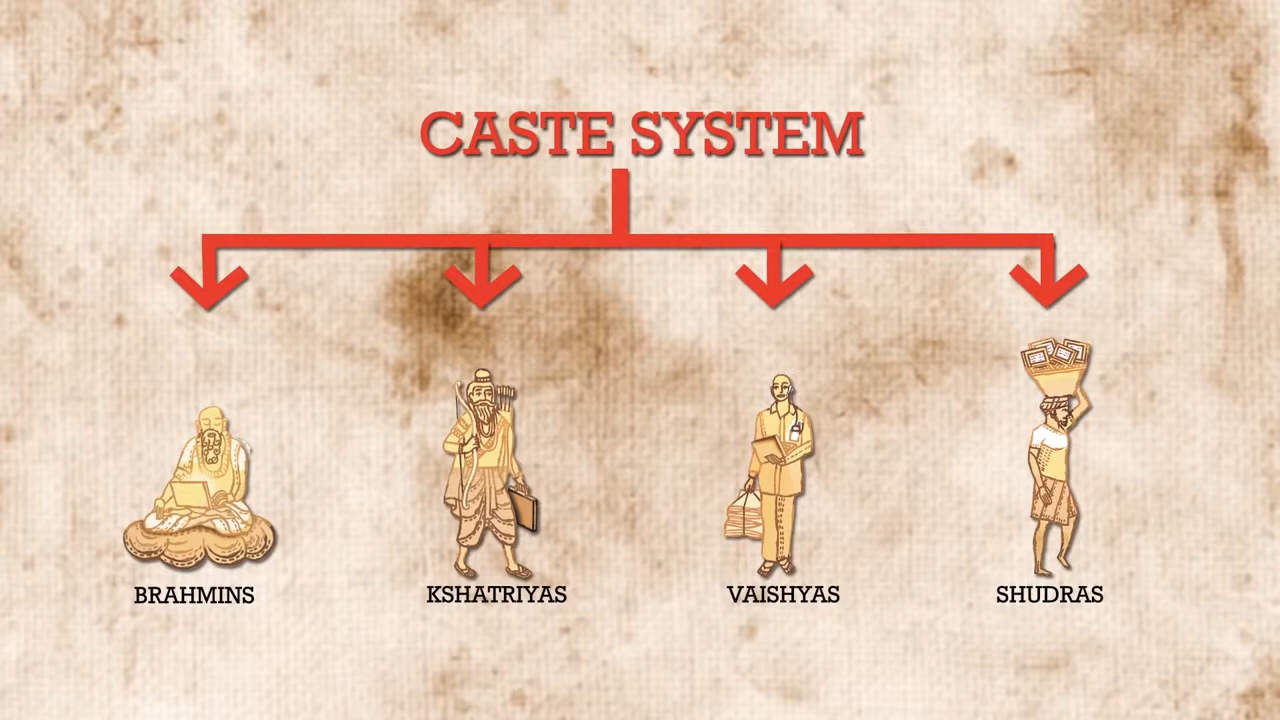 CASTE SYSTEM
BRAHMINS
KSHATRIYAS
VAISHYAS
SHUDRAS